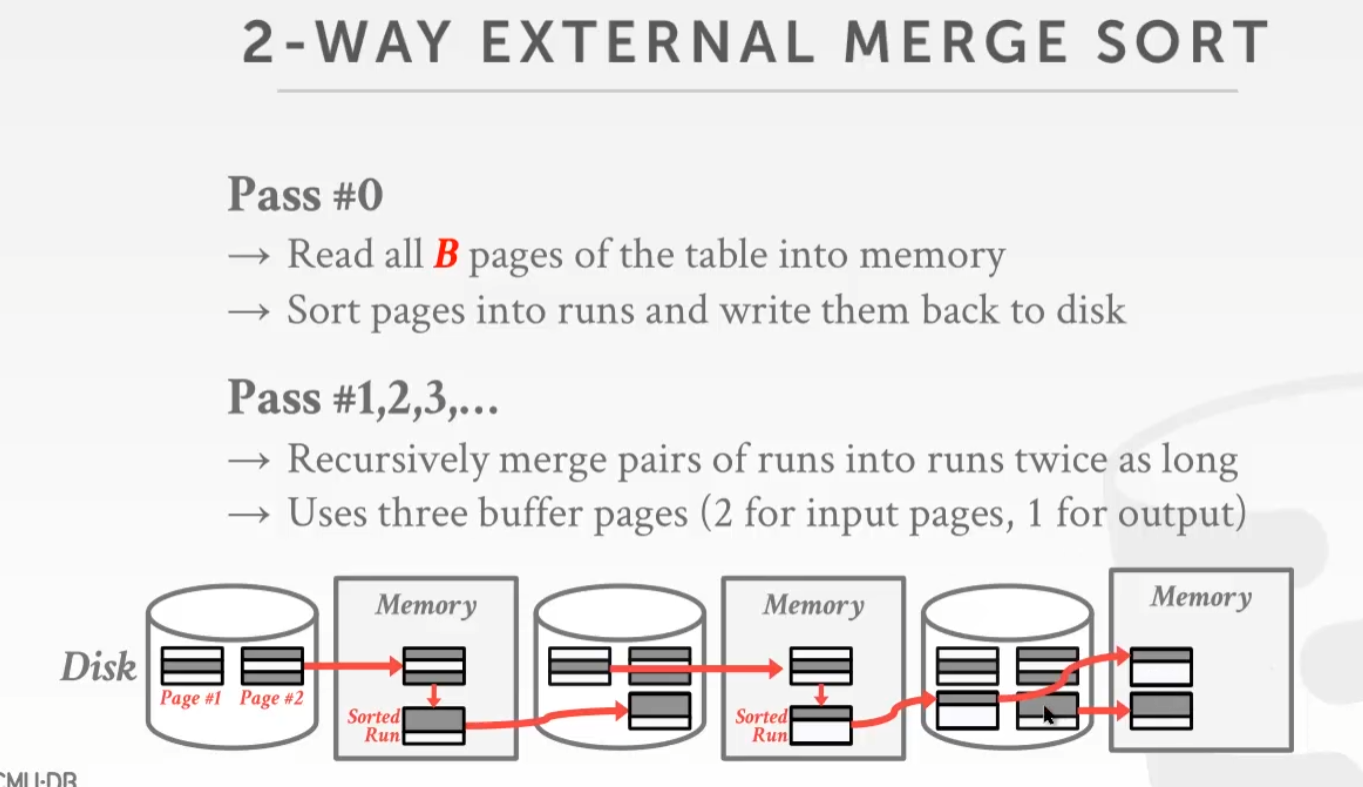 2-WAY EXTERNAL MERGE SORT
Pass #0
→ Read all B pages of the table into memory
→ Sort pages into runs and write them back to disk
Pass #1,2,3,...
→ Recursively merge pairs of runs into runs twice as long
→ Uses three buffer pages (2 for input pages, 1 for output)
Memory
Memory
Memory
Disk
Page #1 Page #2
Sorted
Run
Sorted
Run
CMU·DB